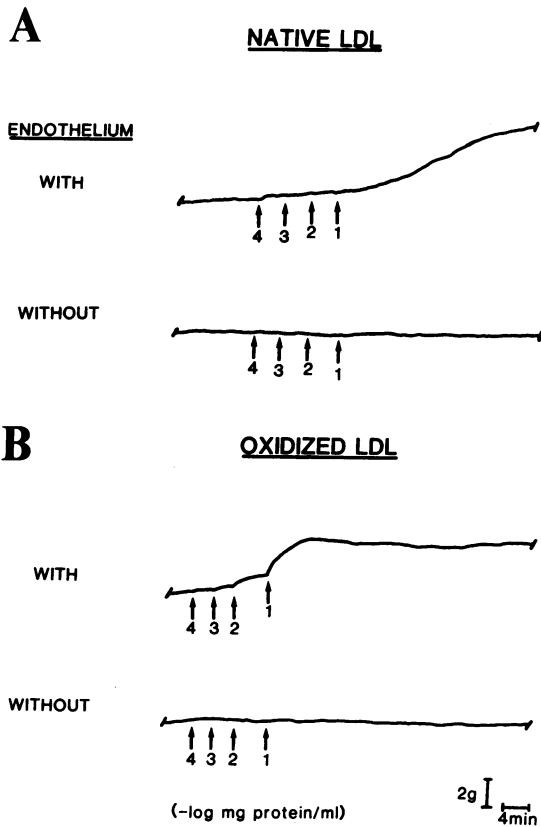 A
NATIVE LDL
ENDOTHELIUM
WITH
4 3 2 1
WITHOUT
4 3 2 1
B
OXIDIZED LDL
WITH
4 3 2 1
WITHOUT
4 3 2 1
2g
(-log mg protein/ml)
4min